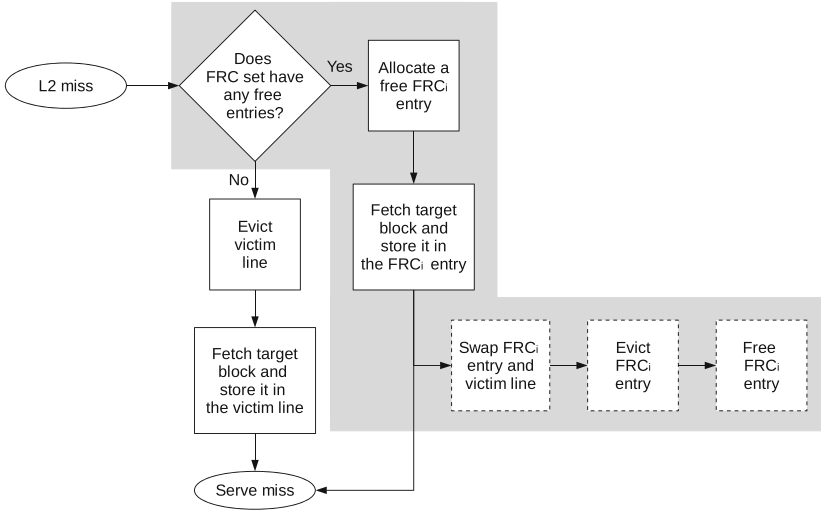 L2 miss
Does
FRC set have
any free
entries?
Yes
Allocate a
free FRCi
entry
No
Evict
victim
line
Fetch target
block and
store it in
the FRCi entry
Fetch target
block and
store it in
the victim line
Swap FRCi
entry and
victim line
Evict
FRCi
entry
Free
FRCi
entry
Serve miss